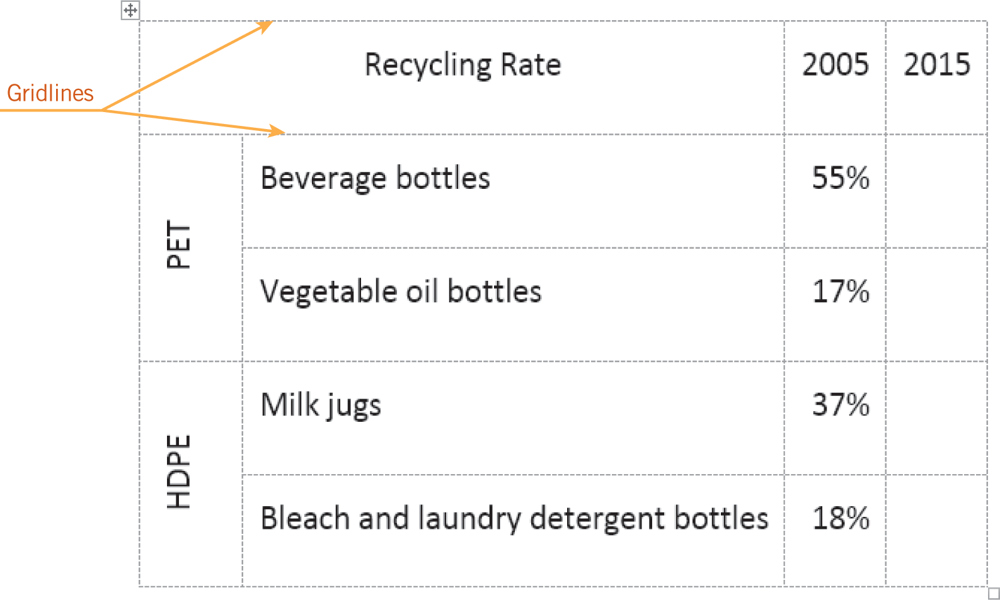 Gridlines
Recycling Rate 2005 2015
PET
Beverage bottles 55%
Vegetable oil bottles 17%
HDPE
Milk jugs 37%
Bleach and laundry detergent bottles 18%